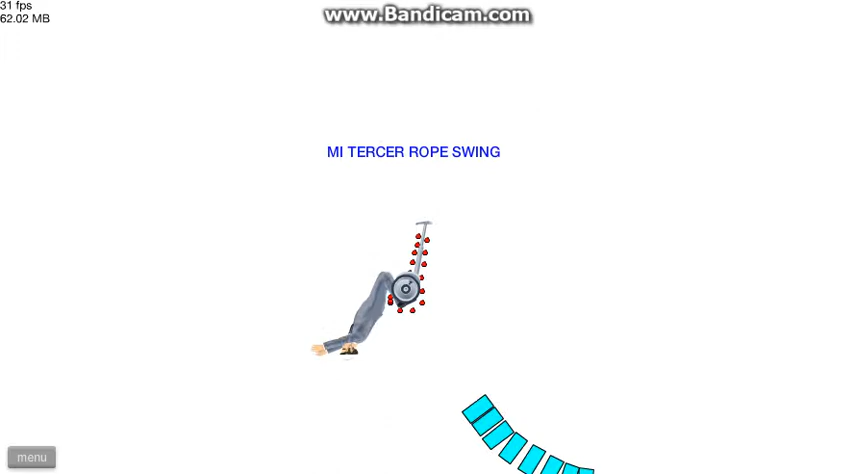 31 fps
62.02 MB
www.Bandicam.com
MI TERCER ROPE SWING
menu